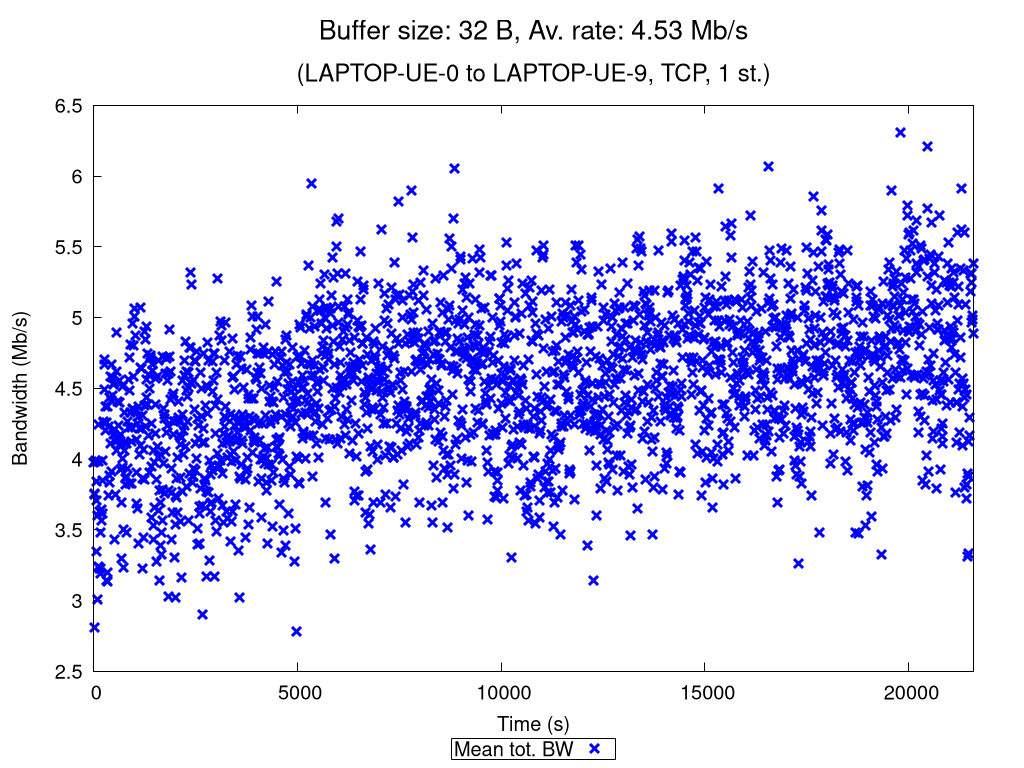 Buffer size: 32 B, Av. rate: 4.53 Mb/s
(LAPTOP-UE-0 to LAPTOP-UE-9, TCP, 1 st.)
6.5
6
5.5
5
4.5
4
3.5
3
2.5
Bandwidth (Mb/s)
0 5000 10000 15000 20000
Time (s)
Mean tot. BW